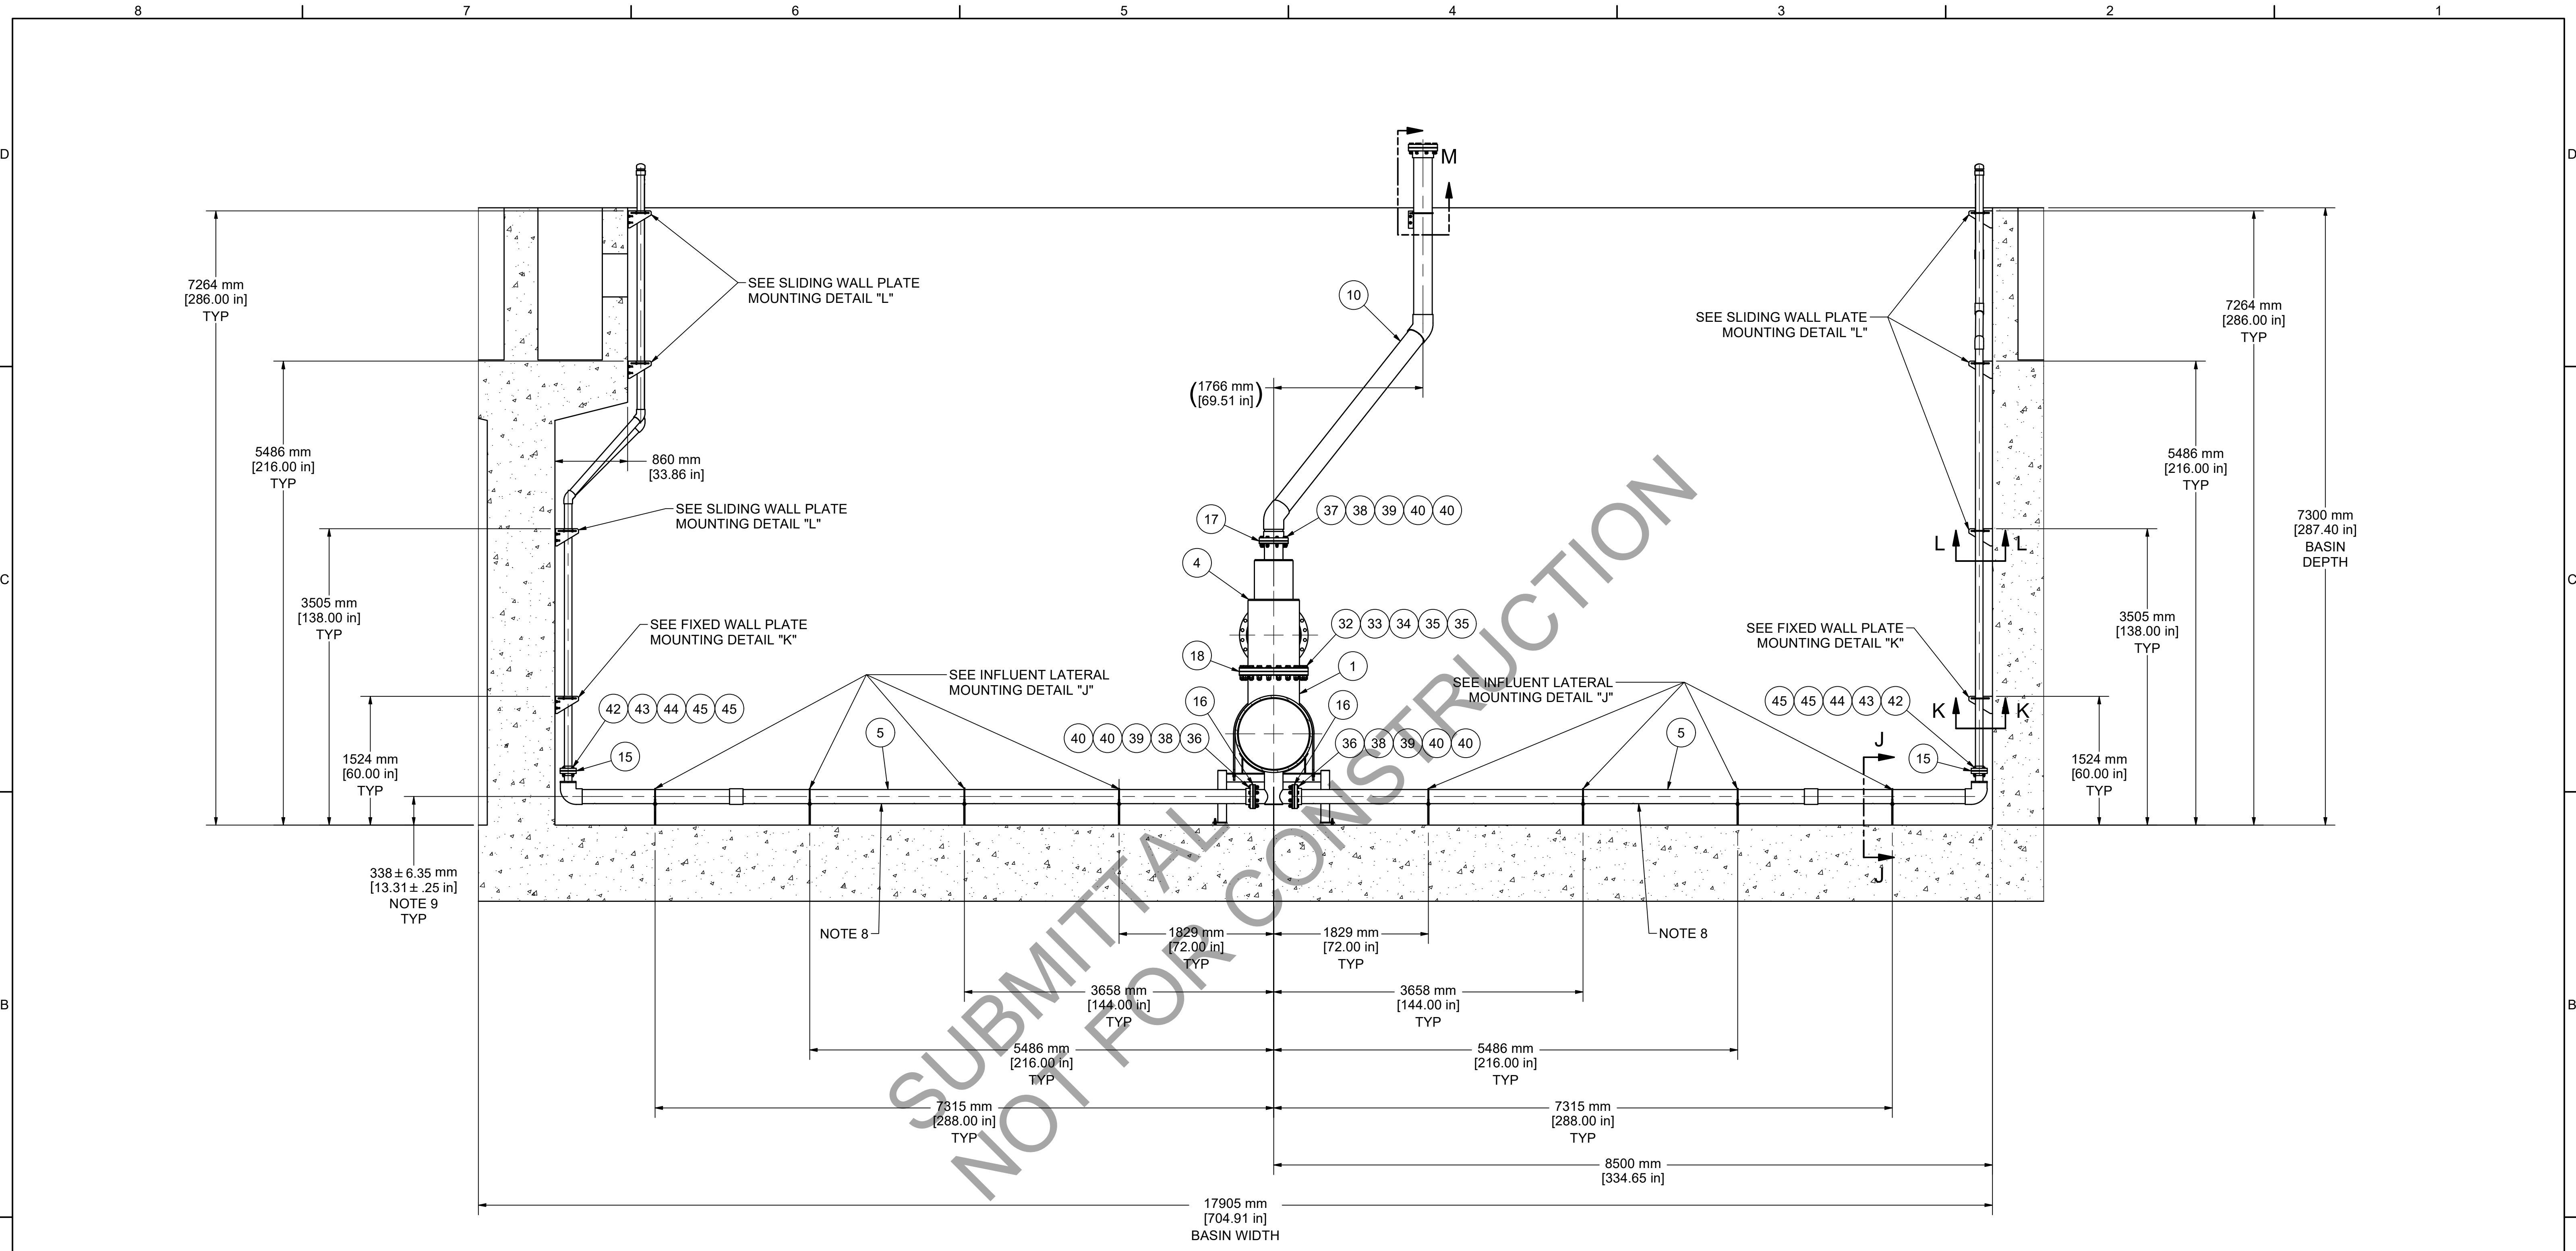 8 7 6 5 4 3 2 1
D
D
M
7264 mm
[286.00 in]
TYP
SEE SLIDING WALL PLATE
MOUNTING DETAIL "L"
10
SEE SLIDING WALL PLATE
MOUNTING DETAIL "L"
7264 mm
[286.00 in]
TYP
(1766 mm
[69.51 in])
5486 mm
[216.00 in]
TYP
860 mm
[33.86 in]
5486 mm
[216.00 in]
TYP
SEE SLIDING WALL PLATE
MOUNTING DETAIL "L"
17
37 38 39 40 40
7300 mm
[287.40 in]
BASIN
DEPTH
L L
4
C
C
3505 mm
[138.00 in]
TYP
SEE FIXED WALL PLATE
MOUNTING DETAIL "K"
32 33 34 35 35
SEE FIXED WALL PLATE
MOUNTING DETAIL "K"
3505 mm
[138.00 in]
TYP
18
1
SEE INFLUENT LATERAL
MOUNTING DETAIL "J"
SEE INFLUENT LATERAL
MOUNTING DETAIL "J"
42 43 44 45 45
16
16
45 45 44 43 42
K K
5
40 40 39 38 36
36 38 39 40 40
5
J
15
15
1524 mm
[60.00 in]
TYP
1524 mm
[60.00 in]
TYP
338 ± 6.35 mm
[13.31 ± .25 in]
NOTE 9
TYP
J
NOTE 8
NOTE 8
1829 mm
[72.00 in]
TYP
1829 mm
[72.00 in]
TYP
B
B
3658 mm
[144.00 in]
TYP
3658 mm
[144.00 in]
TYP
5486 mm
[216.00 in]
TYP
5486 mm
[216.00 in]
TYP
7315 mm
[288.00 in]
TYP
7315 mm
[288.00 in]
TYP
8500 mm
[334.65 in]
17905 mm
[704.91 in]
BASIN WIDTH
SUBMITTAL
NOT FOR CONSTRUCTION